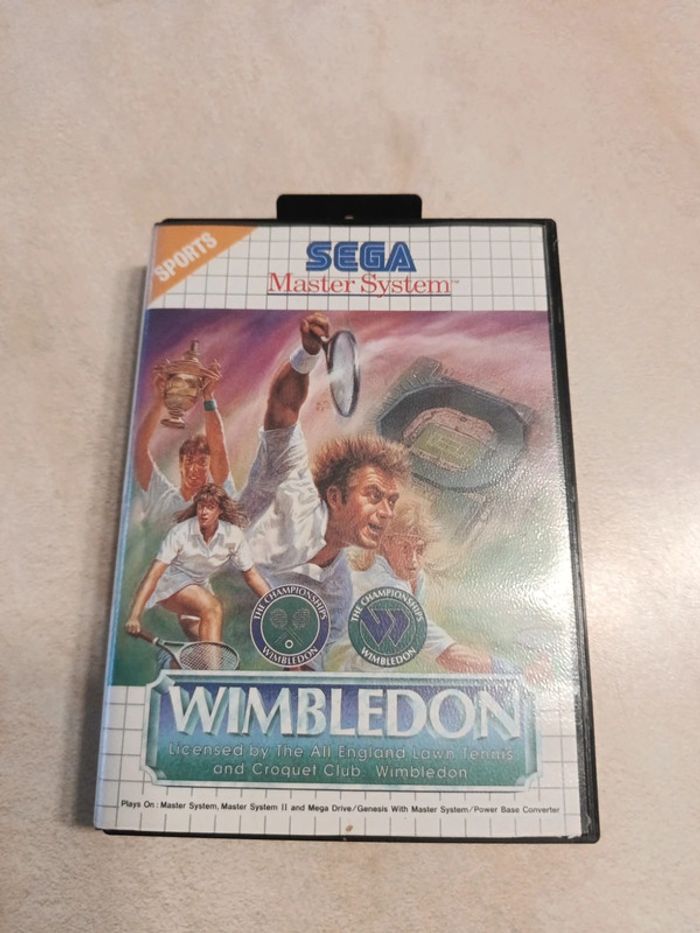 SPORTS
SEGA
Master System™
THE CHAMPIONSHIPS
WIMBLEDON
THE CHAMPIONSHIPS
WIMBLEDON
WIMBLEDON
Licensed by The All England Lawn Tennis
and Croquet Club. Wimbledon
Plays On: Master System, Master System II and Mega Drive/Genesis With Master System/Power Base Converter